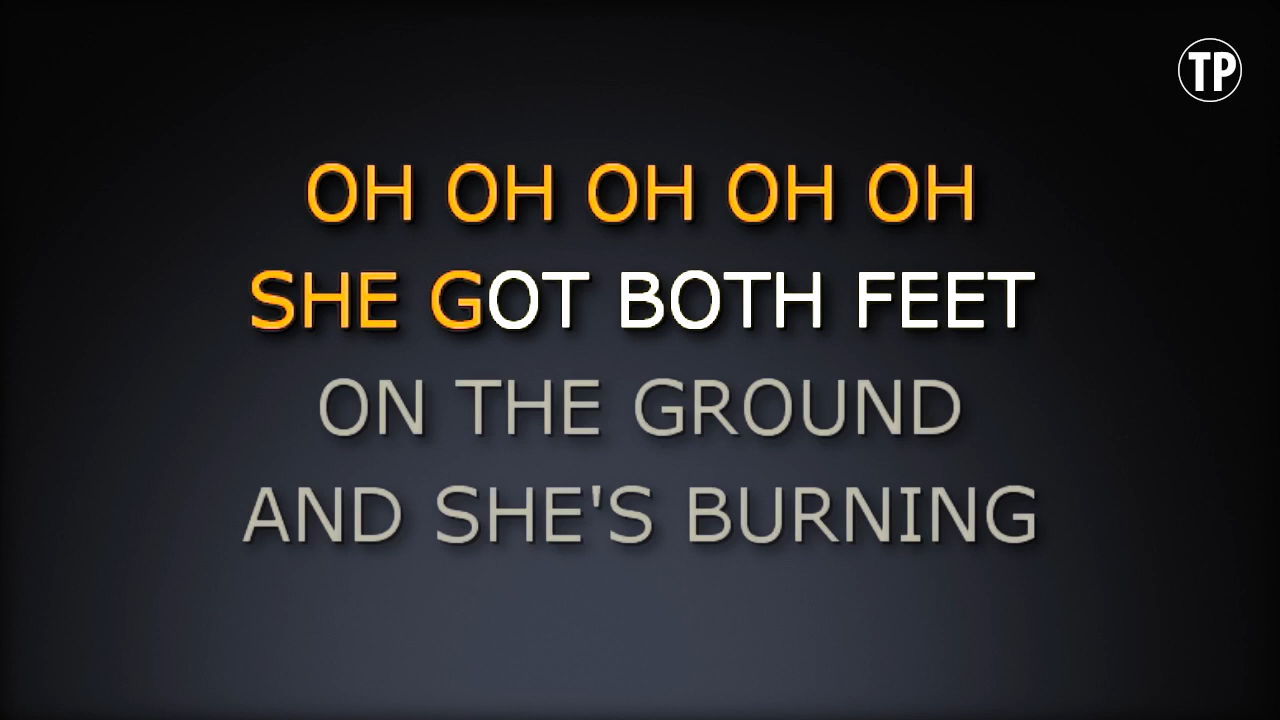 TP
OH OH OH OH OH
SHE GOT BOTH FEET
ON THE GROUND
AND SHE'S BURNING